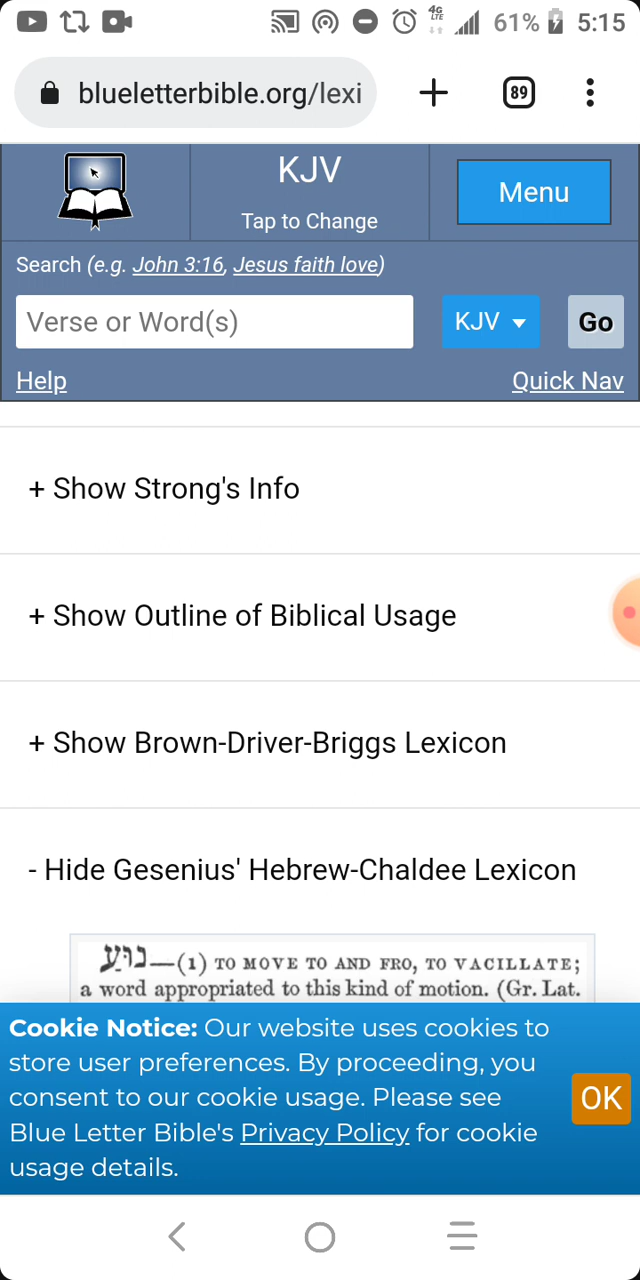 4G
LTE
61%
5:15
blueletterbible.org/lexi
89
KJV
Tap to Change
Menu
Search (e.g. John 3:16, Jesus faith love)
Verse or Word(s)
KJV
Go
Help
Quick Nav
+ Show Strong's Info
+ Show Outline of Biblical Usage
+ Show Brown-Driver-Briggs Lexicon
- Hide Gesenius' Hebrew-Chaldee Lexicon
נוּעַ—(1) TO MOVE TO AND FRO, TO VACILLATE;
a word appropriated to this kind of motion. (Gr. Lat.
Cookie Notice: Our website uses cookies to
store user preferences. By proceeding, you
consent to our cookie usage. Please see
Blue Letter Bible's Privacy Policy for cookie
usage details.
OK